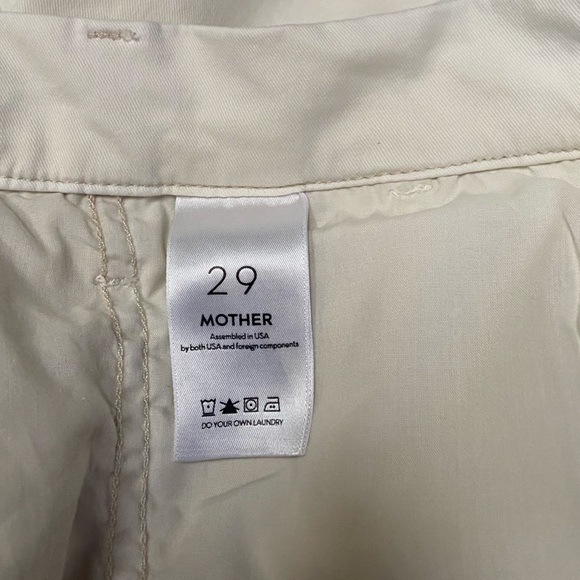 29
MOTHER
Assembled in USA
by both USA and foreign components
DO YOUR OWN LAUNDRY